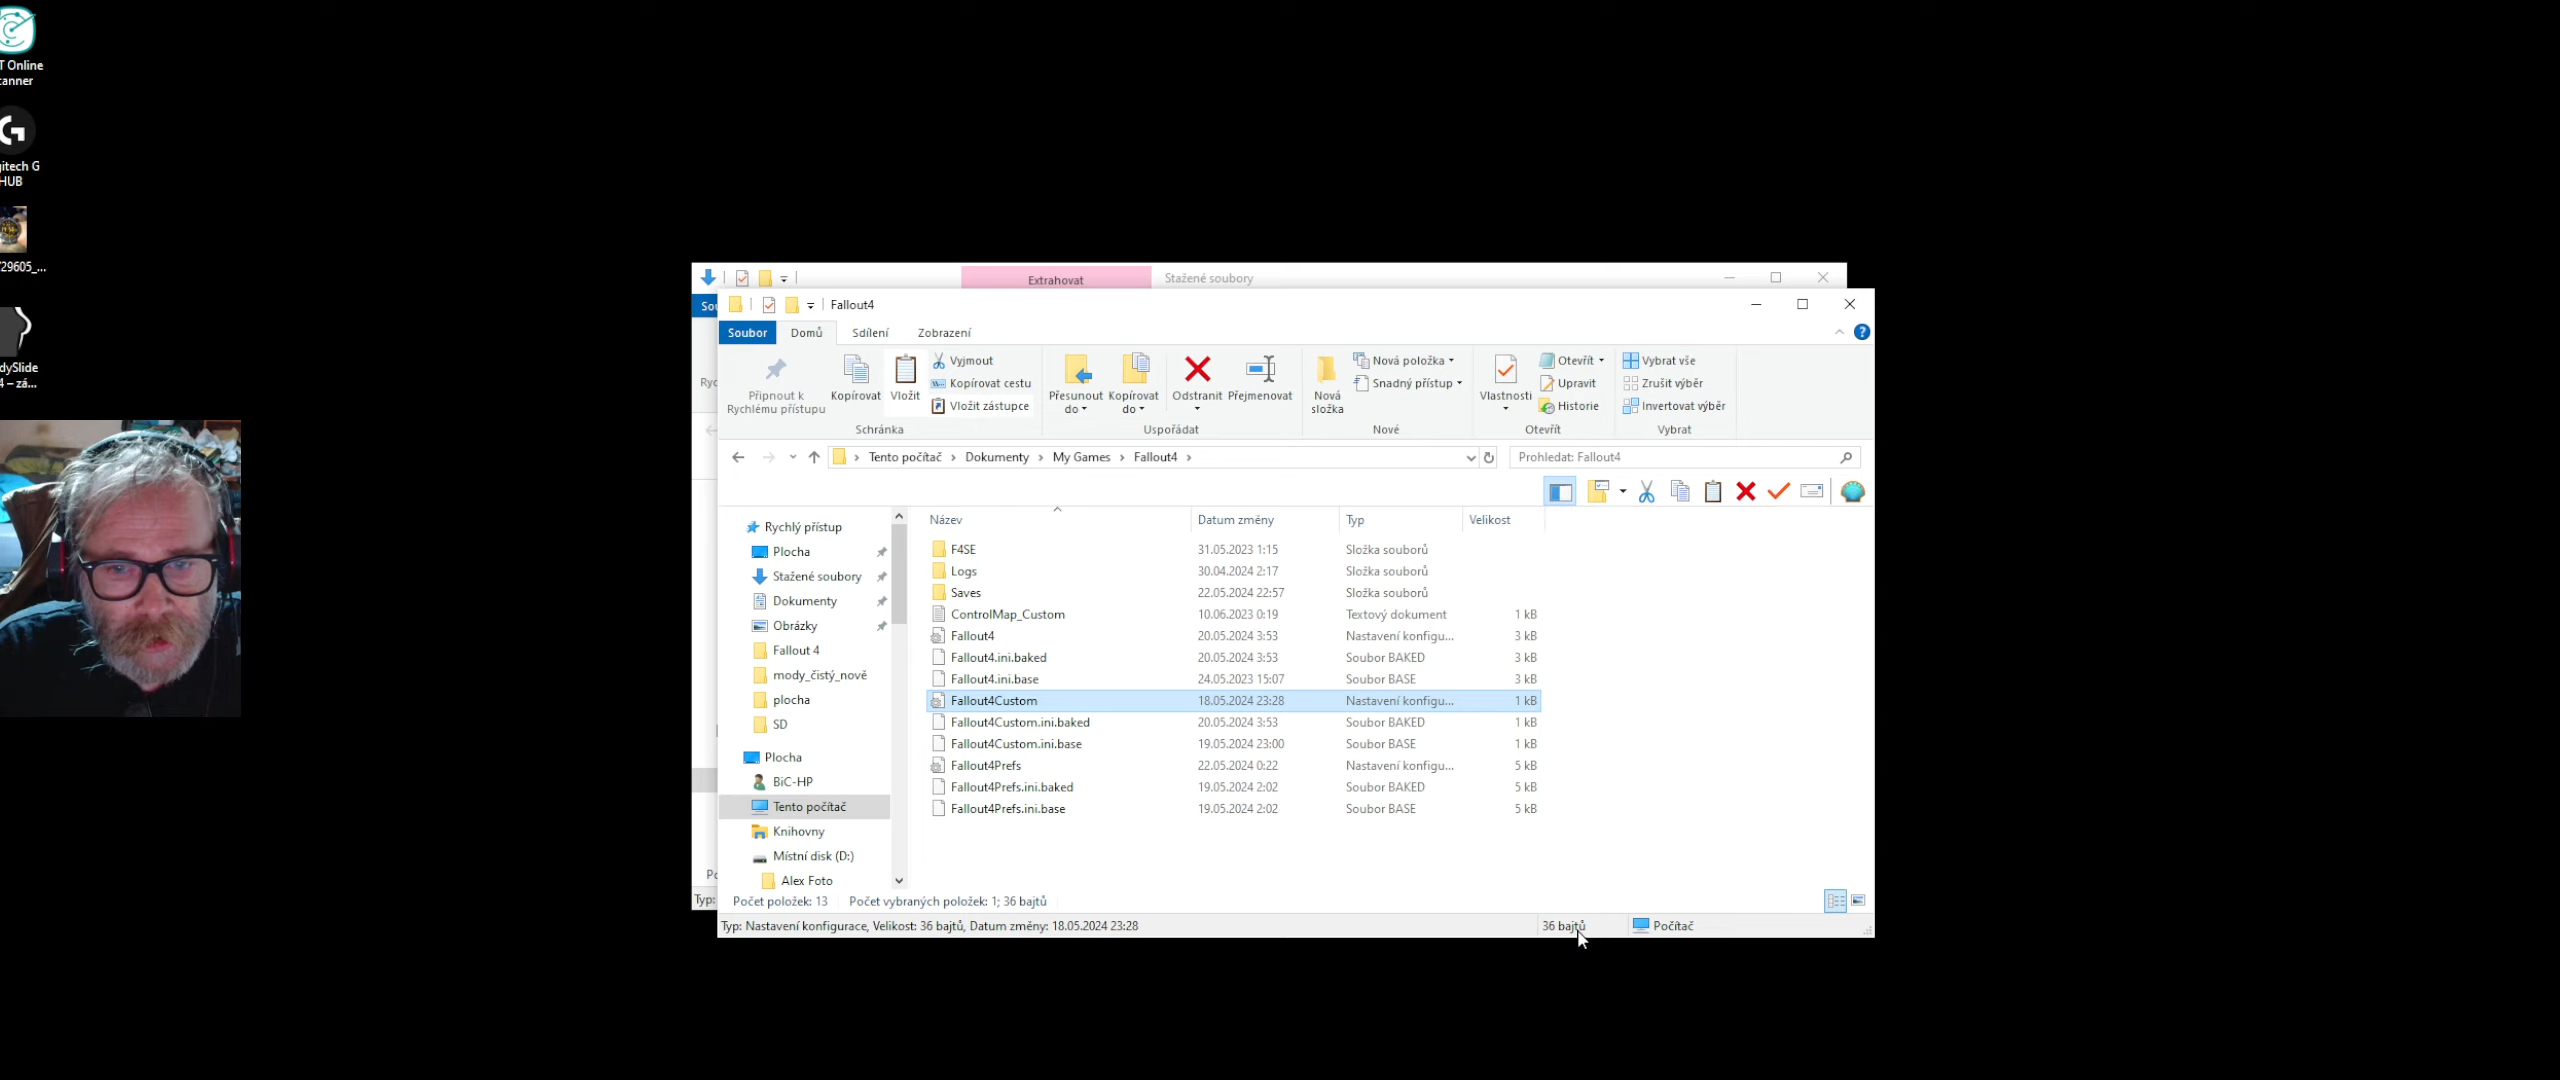 T Online
canner
gitech G
HUB
29605_...
dySlide
4 – zá...
Extrahovat
Stažené soubory
Sou
Fallout4
Soubor
Domů
Sdílení
Zobrazení
Ryc
Připnout k
Rychlému přístupu
Kopírovat
Vložit
Vyjmout
Kopírovat cestu
Vložit zástupce
Schránka
Přesunout
do
Kopírovat
do
Odstranit
Přejmenovat
Uspořádat
Nová
složka
Nová položka
Snadný přístup
Nové
Vlastnosti
Otevřít
Upravit
Historie
Otevřít
Vybrat vše
Zrušit výběr
Invertovat výběr
Vybrat
Tento počítač > Dokumenty > My Games > Fallout4 >
Prohledat: Fallout4
Rychlý přístup
Plocha
Stažené soubory
Dokumenty
Obrázky
Fallout 4
mody_čistý_nově
plocha
SD
Plocha
BiC-HP
Tento počítač
Knihovny
Místní disk (D:)
Alex Foto
Název Datum změny Typ Velikost
F4SE 31.05.2023 1:15 Složka souborů
Logs 30.04.2024 2:17 Složka souborů
Saves 22.05.2024 22:57 Složka souborů
ControlMap_Custom 10.06.2023 0:19 Textový dokument 1 kB
Fallout4 20.05.2024 3:53 Nastavení konfigu... 3 kB
Fallout4.ini.baked 20.05.2024 3:53 Soubor BAKED 3 kB
Fallout4.ini.base 24.05.2023 15:07 Soubor BASE 3 kB
Fallout4Custom 18.05.2024 23:28 Nastavení konfigu... 1 kB
Fallout4Custom.ini.baked 20.05.2024 3:53 Soubor BAKED 1 kB
Fallout4Custom.ini.base 19.05.2024 23:00 Soubor BASE 1 kB
Fallout4Prefs 22.05.2024 0:22 Nastavení konfigu... 5 kB
Fallout4Prefs.ini.baked 19.05.2024 2:02 Soubor BAKED 5 kB
Fallout4Prefs.ini.base 19.05.2024 2:02 Soubor BASE 5 kB
Po
Typ:
Počet položek: 13 Počet vybraných položek: 1; 36 bajtů
Typ: Nastavení konfigurace, Velikost: 36 bajtů, Datum změny: 18.05.2024 23:28
36 bajtů
Počítač